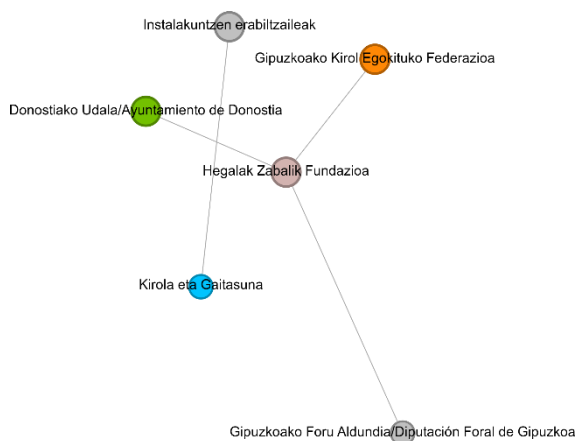 Instalakuntzen erabiltzaileak
Gipuzkoako Kirol Egokituko Federazioa
Donostiako Udala/Ayuntamiento de Donostia
Hegalak Zabalik Fundazioa
Kirola eta Gaitasuna
Gipuzkoako Foru Aldundia/Diputación Foral de Gipuzkoa